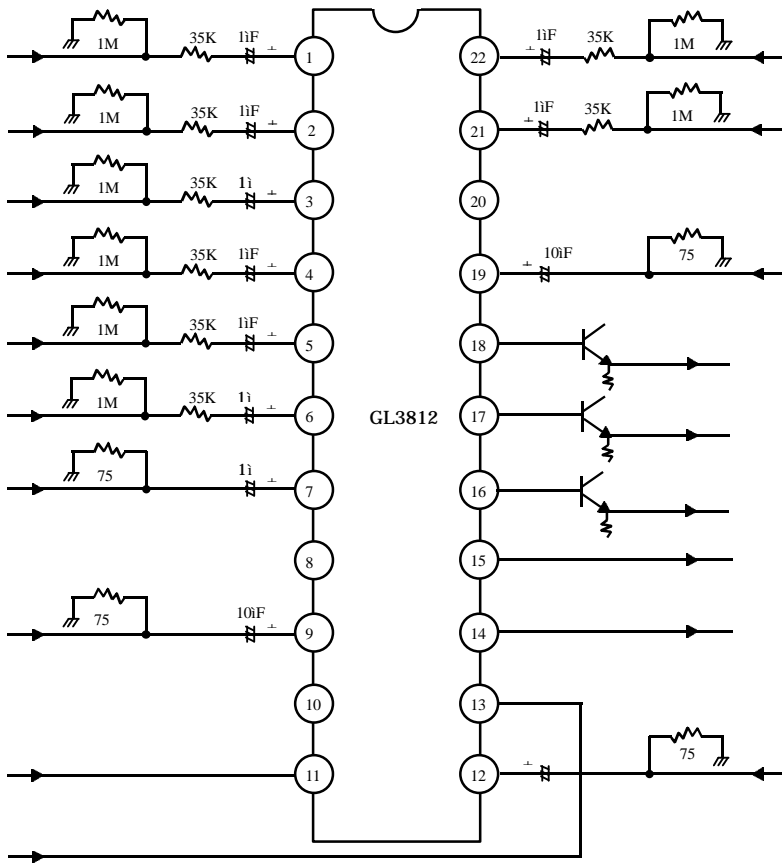 1M 35K 1ìF 1 22 1ìF 35K 1M
1M 35K 1ìF 2 21 1ìF 35K 1M
1M 35K 1ì 3 20
1M 35K 1ìF 4 19 10ìF 75
1M 35K 1ìF 5 18
1M 35K 1ì 6 GL3812 17
75 1ì 7 16
8 15
75 10ìF 9 14
10 13
11 12 75